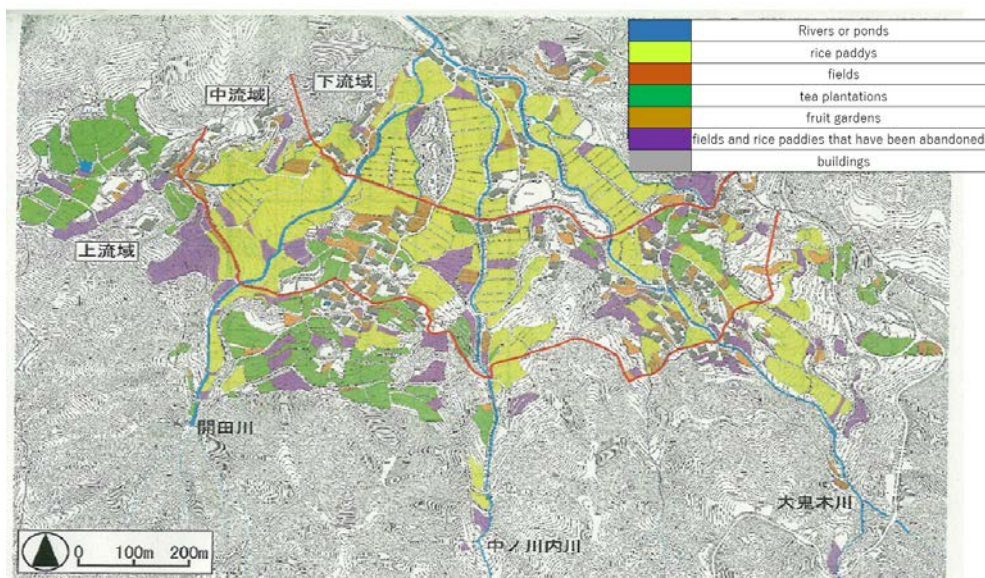 Rivers or ponds
rice paddys
fields
tea plantations
fruit gardens
fields and rice paddies that have been abandoned
buildings
下流域
中流域
上流域
開田川
中ノ川内川
大鬼木川
0 100m 200m